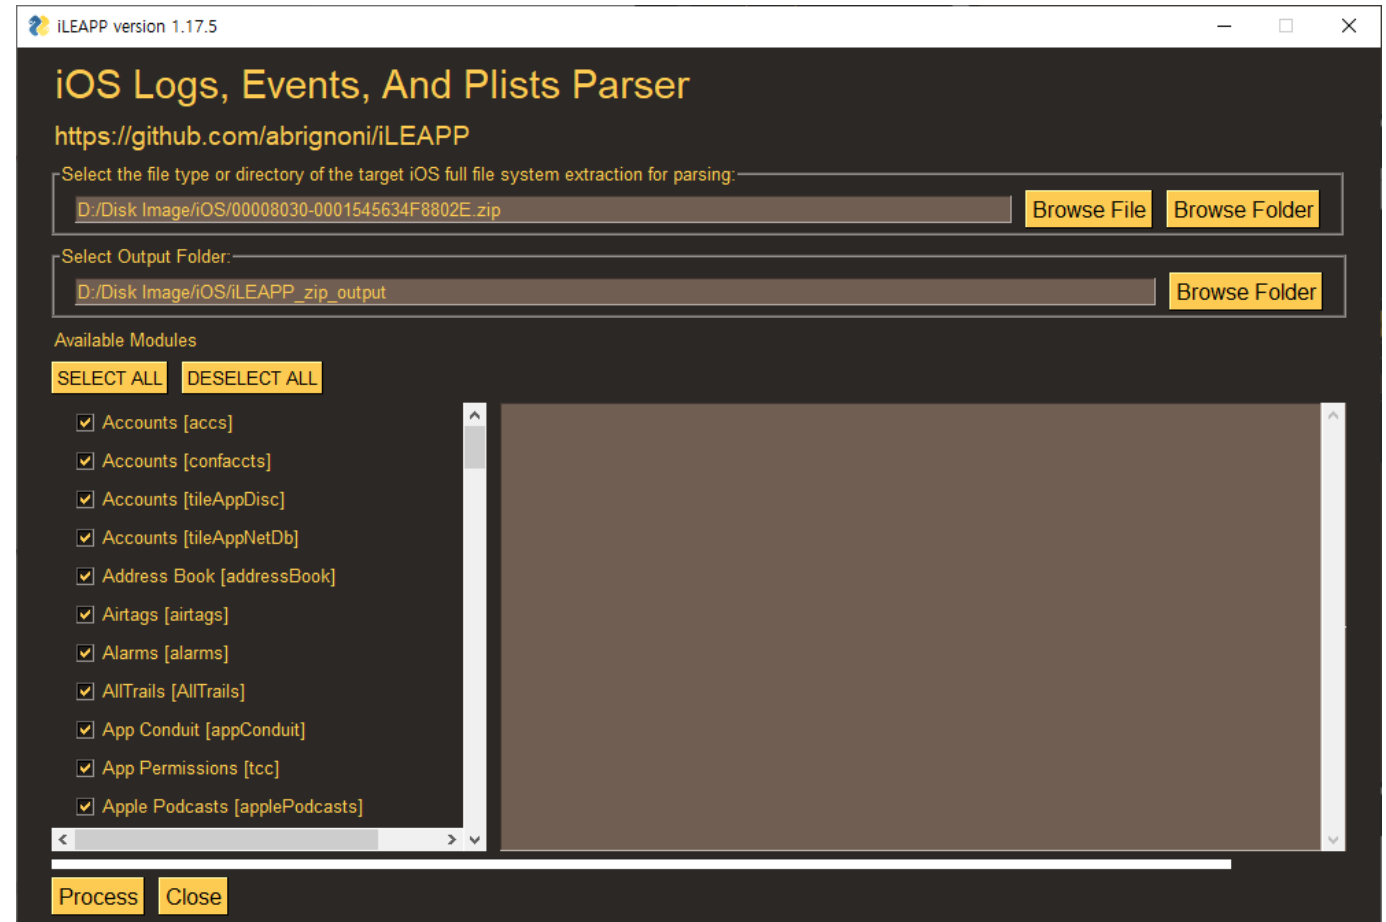 iLEAPP version 1.17.5
iOS Logs, Events, And Plists Parser
https://github.com/abrignoni/iLEAPP
Select the file type or directory of the target iOS full file system extraction for parsing:
D:/Disk Image/iOS/00008030-0001545634F8802E.zip
Browse File
Browse Folder
Select Output Folder:
D:/Disk Image/iOS/iLEAPP_zip_output
Browse Folder
Available Modules
SELECT ALL
DESELECT ALL
Accounts [accs]
Accounts [confaccts]
Accounts [tileAppDisc]
Accounts [tileAppNetDb]
Address Book [addressBook]
Airtags [airtags]
Alarms [alarms]
AllTrails [AllTrails]
App Conduit [appConduit]
App Permissions [tcc]
Apple Podcasts [applePodcasts]
Process
Close